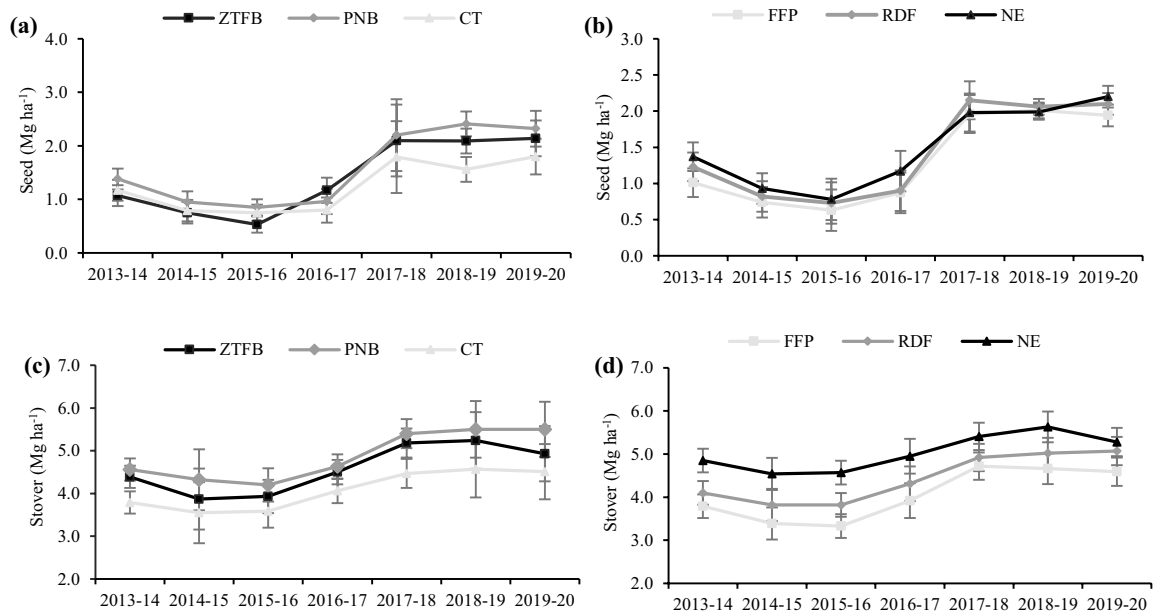 (a)
ZTFB PNB CT
4.0
3.0
2.0
1.0
0.0
Seed (Mg ha⁻¹)
2013-14 2014-15 2015-16 2016-17 2017-18 2018-19 2019-20
(b)
FFP RDF NE
3.0
2.5
2.0
1.5
1.0
0.5
0.0
Seed (Mg ha⁻¹)
2013-14 2014-15 2015-16 2016-17 2017-18 2018-19 2019-20
(c)
ZTFB PNB CT
7.0
6.0
5.0
4.0
3.0
2.0
Stover (Mg ha⁻¹)
2013-14 2014-15 2015-16 2016-17 2017-18 2018-19 2019-20
(d)
FFP RDF NE
7.0
6.0
5.0
4.0
3.0
2.0
Stover (Mg ha⁻¹)
2013-14 2014-15 2015-16 2016-17 2017-18 2018-19 2019-20